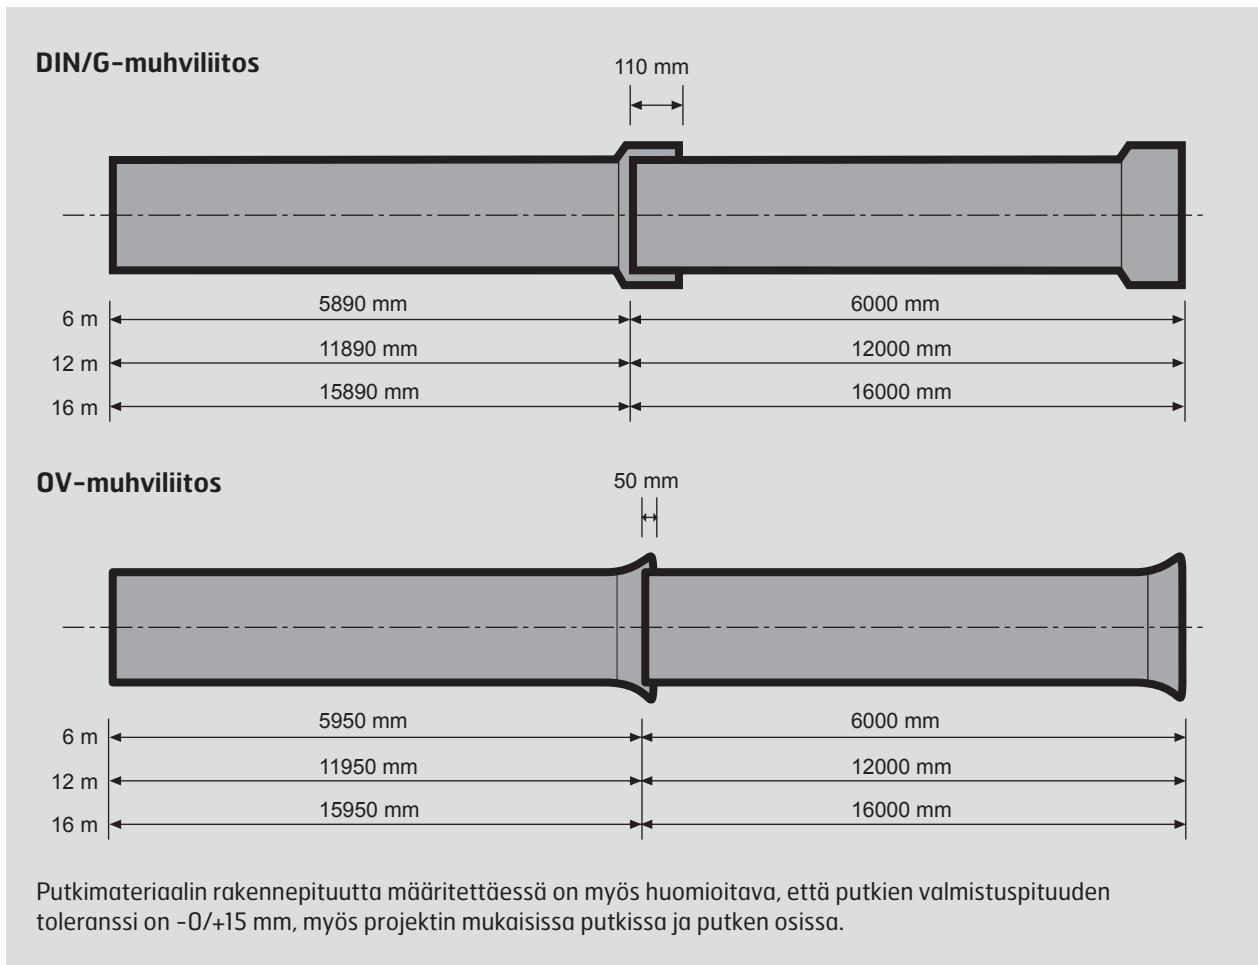 DIN/G-muhviliitos
110 mm
5890 mm 6000 mm
6 m
11890 mm 12000 mm
12 m
15890 mm 16000 mm
16 m
OV-muhviliitos
50 mm
5950 mm 6000 mm
6 m
11950 mm 12000 mm
12 m
15950 mm 16000 mm
16 m
Putkimateriaalin rakennepituutta määritettäessä on myös huomioitava, että putkien valmistuspituuden
toleranssi on -0/+15 mm, myös projektin mukaisissa putkissa ja putken osissa.